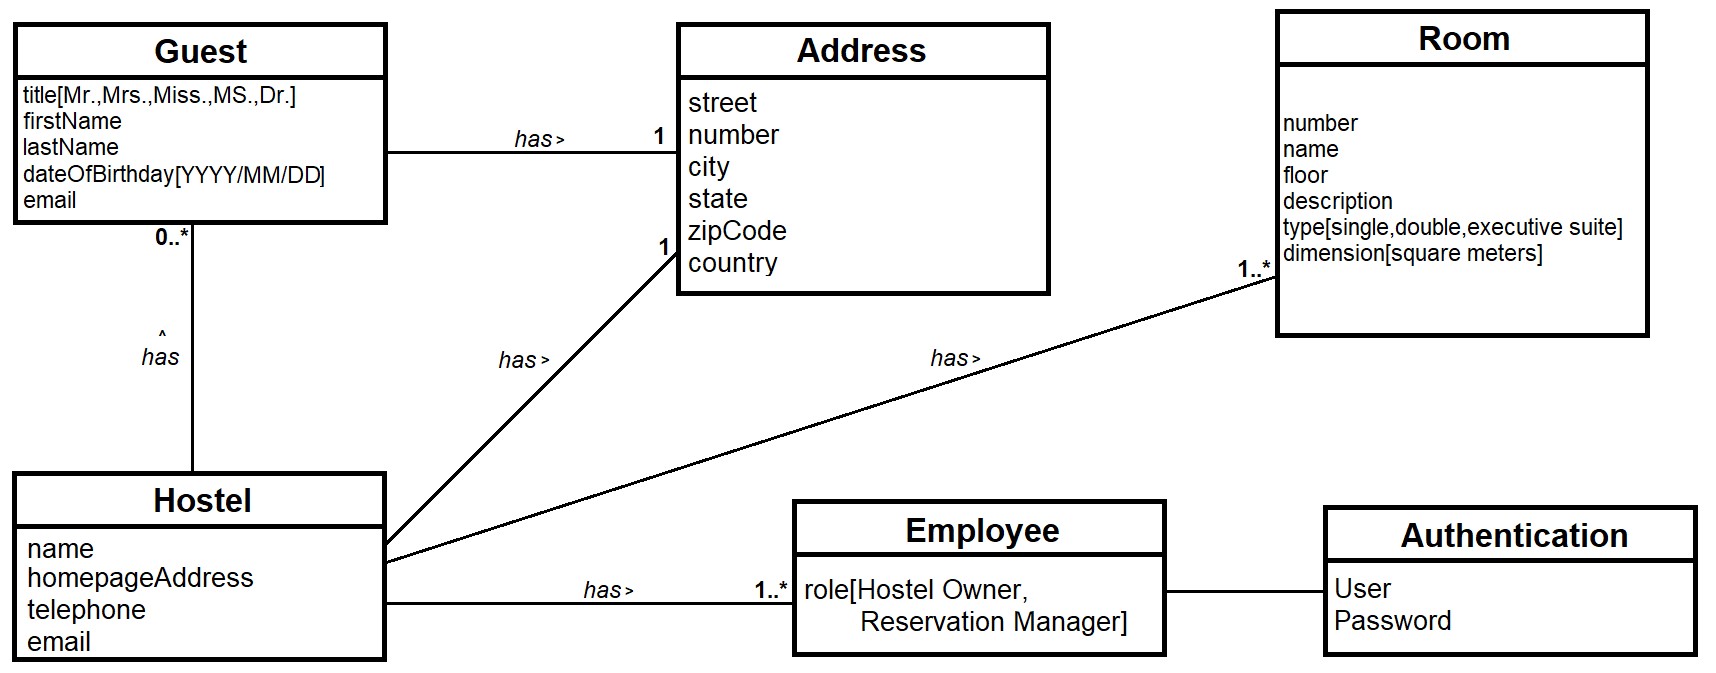 Guest
title[Mr.,Mrs.,Miss.,MS.,Dr.]
firstName
lastName
dateOfBirthday[YYYY/MM/DD]
email
has>
1
Address
street
number
city
state
zipCode
country
Room
number
name
floor
description
type[single,double,executive suite]
dimension[square meters]
0..*
^
has
1
has>
1..*
has>
Hostel
name
homepageAddress
telephone
email
has>
1..*
Employee
role[Hostel Owner,
Reservation Manager]
Authentication
User
Password